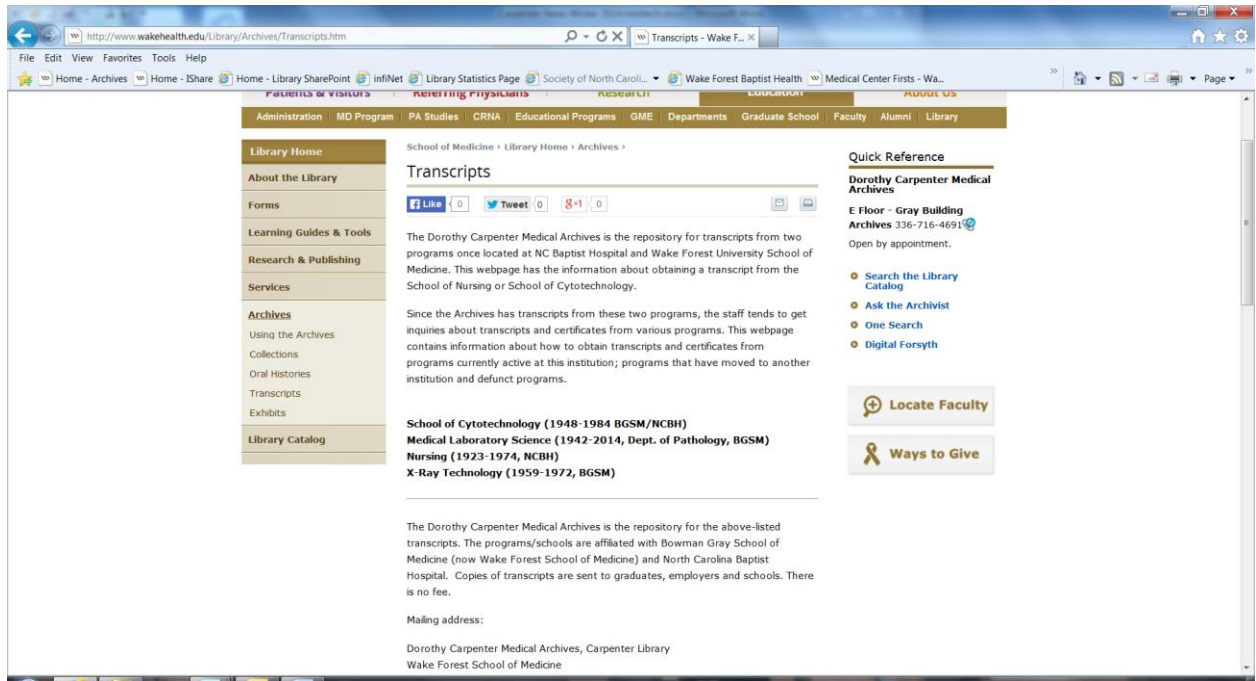 http://www.wakehealth.edu/Library/Archives/Transcripts.htm
Transcripts - Wake F...
File Edit View Favorites Tools Help
Home - Archives Home - IShare Home - Library SharePoint infiNet Library Statistics Page Society of North Caroli... Wake Forest Baptist Health Medical Center Firsts - Wa... Page
Patients & Visitors Referring Physicians Research Education About Us
Administration MD Program PA Studies CRNA Educational Programs GME Departments Graduate School Faculty Alumni Library
Library Home
About the Library
Forms
Learning Guides & Tools
Research & Publishing
Services
Archives
Using the Archives
Collections
Oral Histories
Transcripts
Exhibits
Library Catalog
School of Medicine › Library Home › Archives ›
Transcripts
Like 0 Tweet 0 g+1 0
The Dorothy Carpenter Medical Archives is the repository for transcripts from two
programs once located at NC Baptist Hospital and Wake Forest University School of
Medicine. This webpage has the information about obtaining a transcript from the
School of Nursing or School of Cytotechnology.
Since the Archives has transcripts from these two programs, the staff tends to get
inquiries about transcripts and certificates from various programs. This webpage
contains information about how to obtain transcripts and certificates from
programs currently active at this institution; programs that have moved to another
institution and defunct programs.
School of Cytotechnology (1948-1984 BGSM/NCBH)
Medical Laboratory Science (1942-2014, Dept. of Pathology, BGSM)
Nursing (1923-1974, NCBH)
X-Ray Technology (1959-1972, BGSM)
The Dorothy Carpenter Medical Archives is the repository for the above-listed
transcripts. The programs/schools are affiliated with Bowman Gray School of
Medicine (now Wake Forest School of Medicine) and North Carolina Baptist
Hospital. Copies of transcripts are sent to graduates, employers and schools. There
is no fee.
Mailing address:
Dorothy Carpenter Medical Archives, Carpenter Library
Wake Forest School of Medicine
Quick Reference
Dorothy Carpenter Medical
Archives
E Floor - Gray Building
Archives 336-716-4691
Open by appointment.
Search the Library
Catalog
Ask the Archivist
One Search
Digital Forsyth
Locate Faculty
Ways to Give